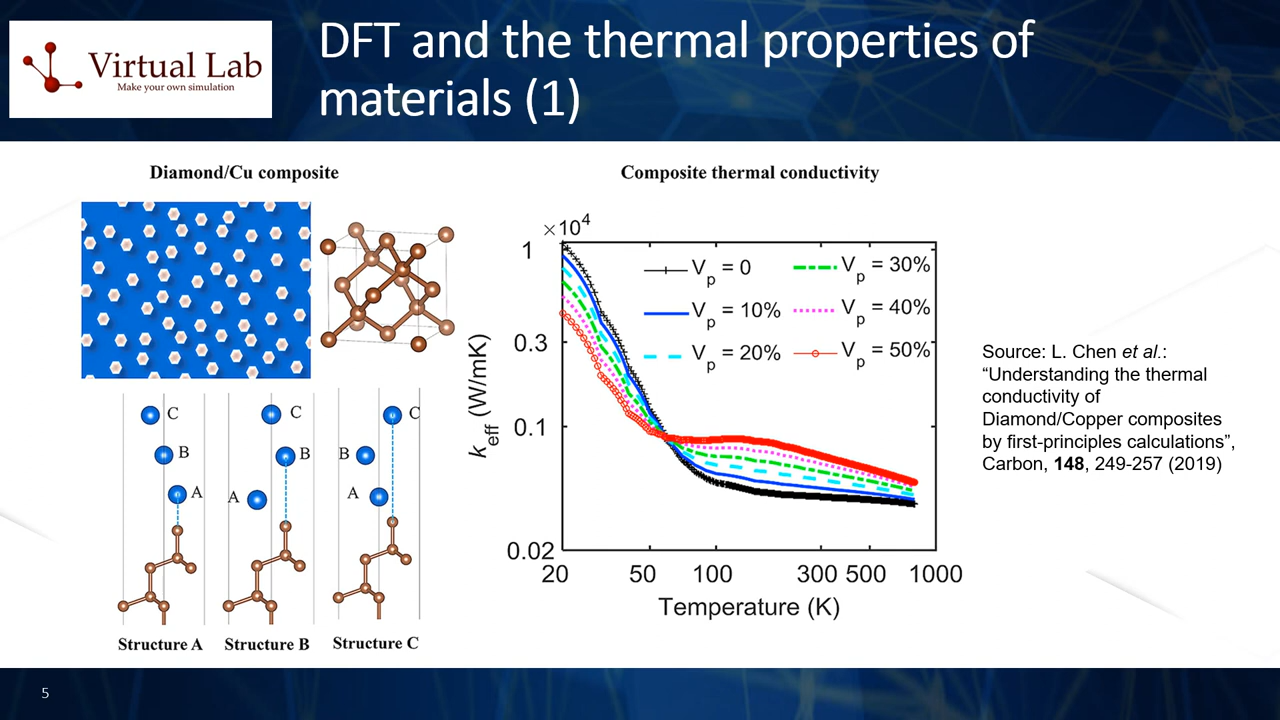 Virtual Lab
Make your own simulation
DFT and the thermal properties of
materials (1)
Diamond/Cu composite
C
B
A
Structure A
C
B
A
Structure B
C
B
A
Structure C
Composite thermal conductivity
×10⁴
1
0.3
0.1
0.02
k_eff (W/mK)
V_p = 0
V_p = 10%
V_p = 20%
V_p = 30%
V_p = 40%
V_p = 50%
20 50 100 300 500 1000
Temperature (K)
Source: L. Chen et al.:
“Understanding the thermal
conductivity of
Diamond/Copper composites
by first-principles calculations”,
Carbon, 148, 249-257 (2019)
5